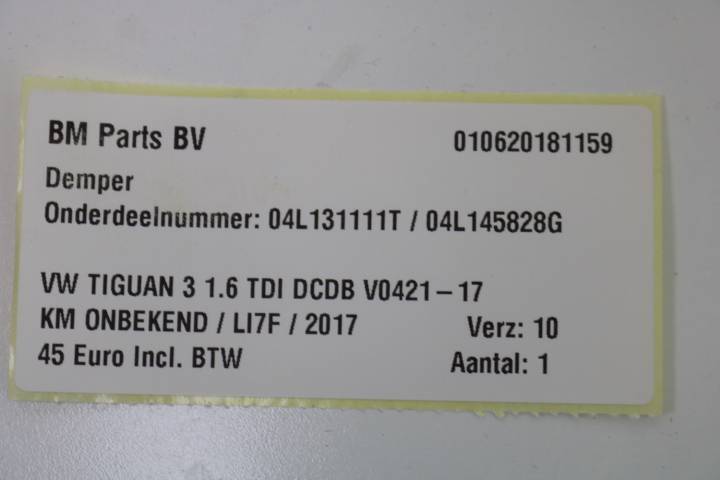 BM Parts BV 010620181159
Demper
Onderdeelnummer: 04L131111T / 04L145828G
VW TIGUAN 3 1.6 TDI DCDB V0421-17
KM ONBEKEND / LI7F / 2017 Verz: 10
45 Euro Incl. BTW Aantal: 1